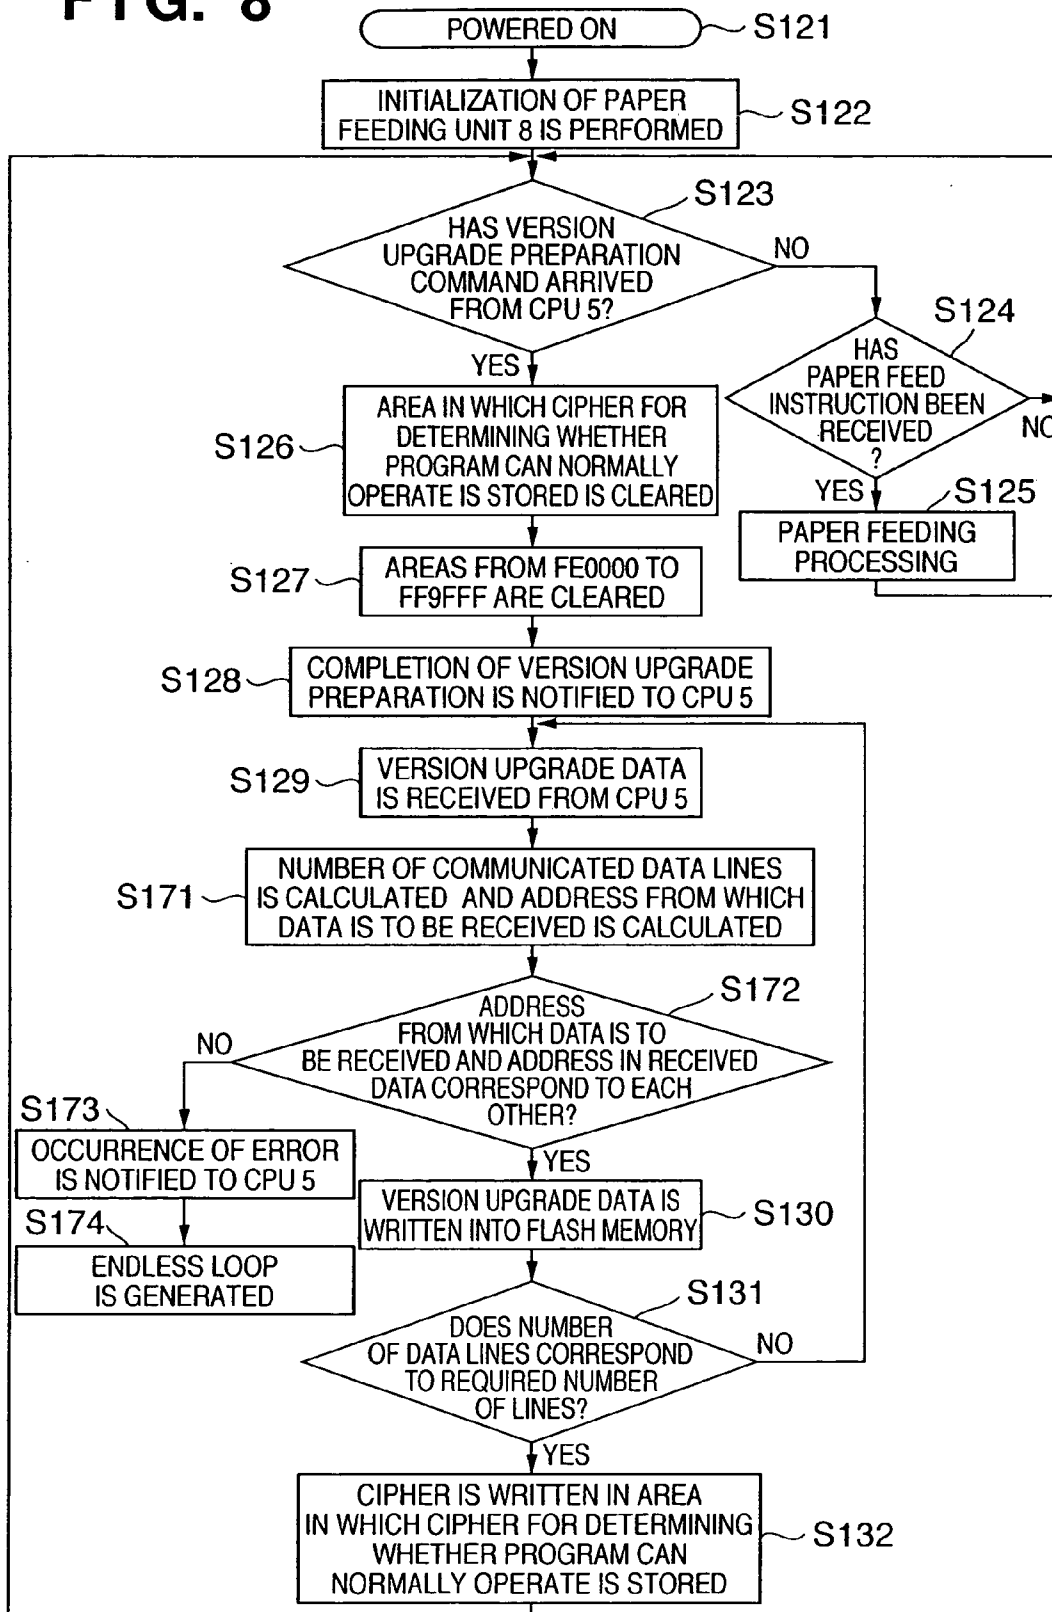 FIG. 8
POWERED ON
S121
INITIALIZATION OF PAPER
FEEDING UNIT 8 IS PERFORMED
S122
S123
HAS VERSION
UPGRADE PREPARATION
COMMAND ARRIVED
FROM CPU 5?
NO
YES
S124
HAS
PAPER FEED
INSTRUCTION BEEN
RECEIVED
?
NO
YES
S125
PAPER FEEDING
PROCESSING
S126
AREA IN WHICH CIPHER FOR
DETERMINING WHETHER
PROGRAM CAN NORMALLY
OPERATE IS STORED IS CLEARED
S127
AREAS FROM FE0000 TO
FF9FFF ARE CLEARED
S128
COMPLETION OF VERSION UPGRADE
PREPARATION IS NOTIFIED TO CPU 5
S129
VERSION UPGRADE DATA
IS RECEIVED FROM CPU 5
S171
NUMBER OF COMMUNICATED DATA LINES
IS CALCULATED AND ADDRESS FROM WHICH
DATA IS TO BE RECEIVED IS CALCULATED
S172
ADDRESS
FROM WHICH DATA IS TO
BE RECEIVED AND ADDRESS IN RECEIVED
DATA CORRESPOND TO EACH
OTHER?
NO
YES
S173
OCCURRENCE OF ERROR
IS NOTIFIED TO CPU 5
S174
ENDLESS LOOP
IS GENERATED
VERSION UPGRADE DATA IS
WRITTEN INTO FLASH MEMORY
S130
S131
DOES NUMBER
OF DATA LINES CORRESPOND
TO REQUIRED NUMBER
OF LINES?
NO
YES
CIPHER IS WRITTEN IN AREA
IN WHICH CIPHER FOR DETERMINING
WHETHER PROGRAM CAN
NORMALLY OPERATE IS STORED
S132